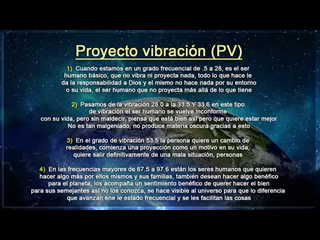 Proyecto vibración (PV)
1) Cuando estamos en un grado frecuencial de .5 a 28, es el ser
humano básico, que no vibra ni proyecta nada, todo lo que hace le
da la responsabilidad a Dios y el mismo no hace nada por su entorno
o su vida, el ser humano que no proyecta más allá de lo que tiene
2) Pasamos de la vibración 28.0 a la 33.5 Y 33.6 en este tipo
de vibración el ser humano se vuelve inconforme
con su vida, pero sin maldecir, piensa que está bien así pero que quiere estar mejor
No es tan malgeniado, no produce materia oscura gracias a esto
3) En el grado de vibración 53.6 la persona quiere un cambio de
realidades, comienza una proyección como un motivo en su vida,
quiere salir definitivamente de una mala situación, personas
4) En las frecuencias mayores de 67.5 a 97.6 están los seres humanos que quieren
hacer algo más por ellos mismos y sus familias, también desean hacer algo benéfico
para el planeta, los acompaña un sentimiento benéfico de querer hacer el bien
para sus semejantes así no los conozca, se hace visible al universo para que lo diferencia
que avanzan ene le estado frecuencial y se les facilitan las cosas